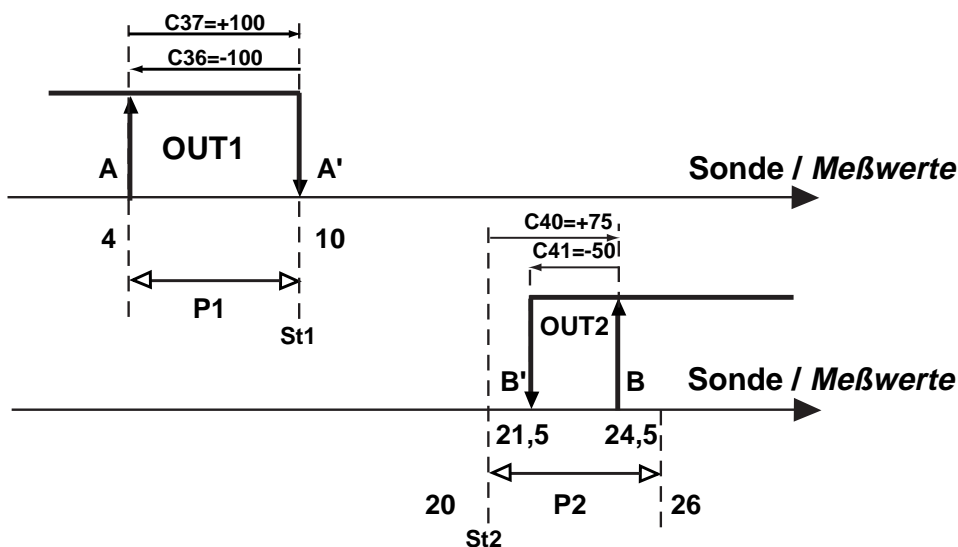 C37=+100
C36=-100
OUT1
A
A'
Sonde / Meßwerte
4
10
C40=+75
C41=-50
P1
St1
OUT2
B'
B
Sonde / Meßwerte
21,5
24,5
20
P2
26
St2